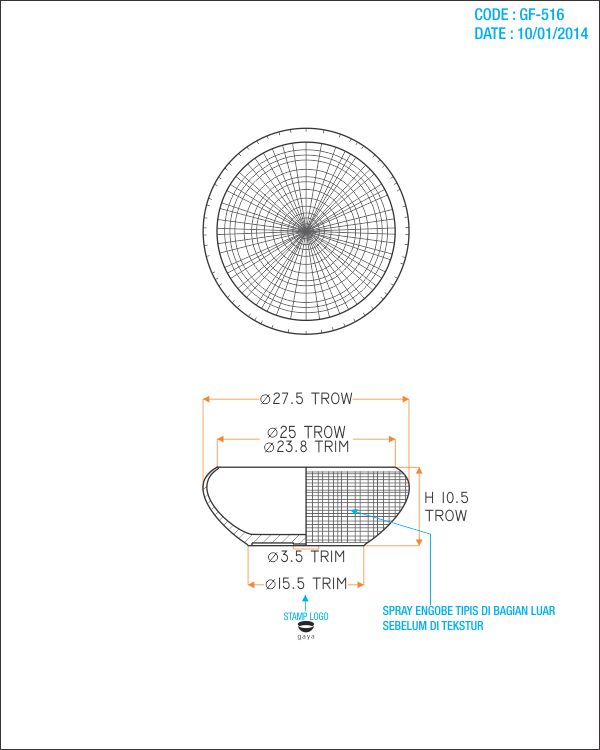 CODE : GF-516
DATE : 10/01/2014
⌀27.5 TROW
⌀25 TROW
⌀23.8 TRIM
H 10.5
TROW
⌀3.5 TRIM
⌀15.5 TRIM
STAMP LOGO
gaya
SPRAY ENGOBE TIPIS DI BAGIAN LUAR
SEBELUM DI TEKSTUR